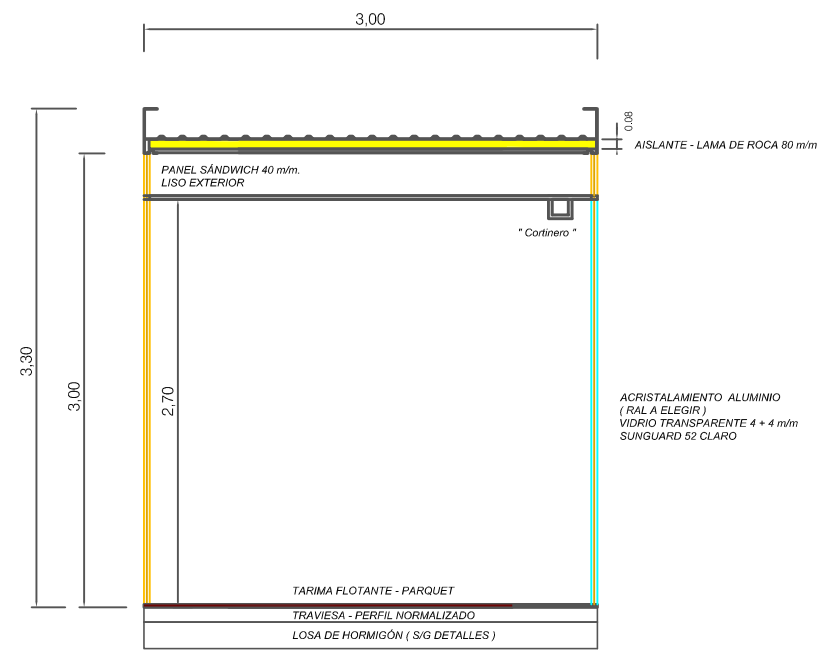 3,00
0.08
AISLANTE - LAMA DE ROCA 80 m/m
PANEL SÁNDWICH 40 m/m.
LISO EXTERIOR
" Cortinero "
3,30
3,00
2,70
ACRISTALAMIENTO ALUMINIO
( RAL A ELEGIR )
VIDRIO TRANSPARENTE 4 + 4 m/m
SUNGUARD 52 CLARO
TARIMA FLOTANTE - PARQUET
TRAVIESA - PERFIL NORMALIZADO
LOSA DE HORMIGÓN ( S/G DETALLES )